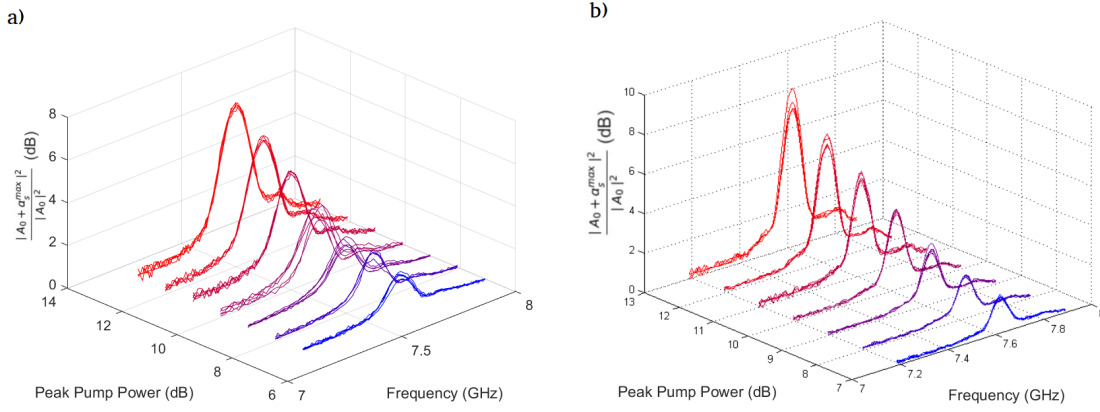 a)
8
6
4
2
0
| A₀ + α_s^max |²
| A₀ |²
(dB)
14
12
10
8
6
Peak Pump Power (dB)
7
7.5
8
Frequency (GHz)
b)
10
8
6
4
2
0
| A₀ + α_s^max |²
| A₀ |²
(dB)
13
12
11
10
9
8
7
Peak Pump Power (dB)
7
7.2
7.4
7.6
7.8
Frequency (GHz)